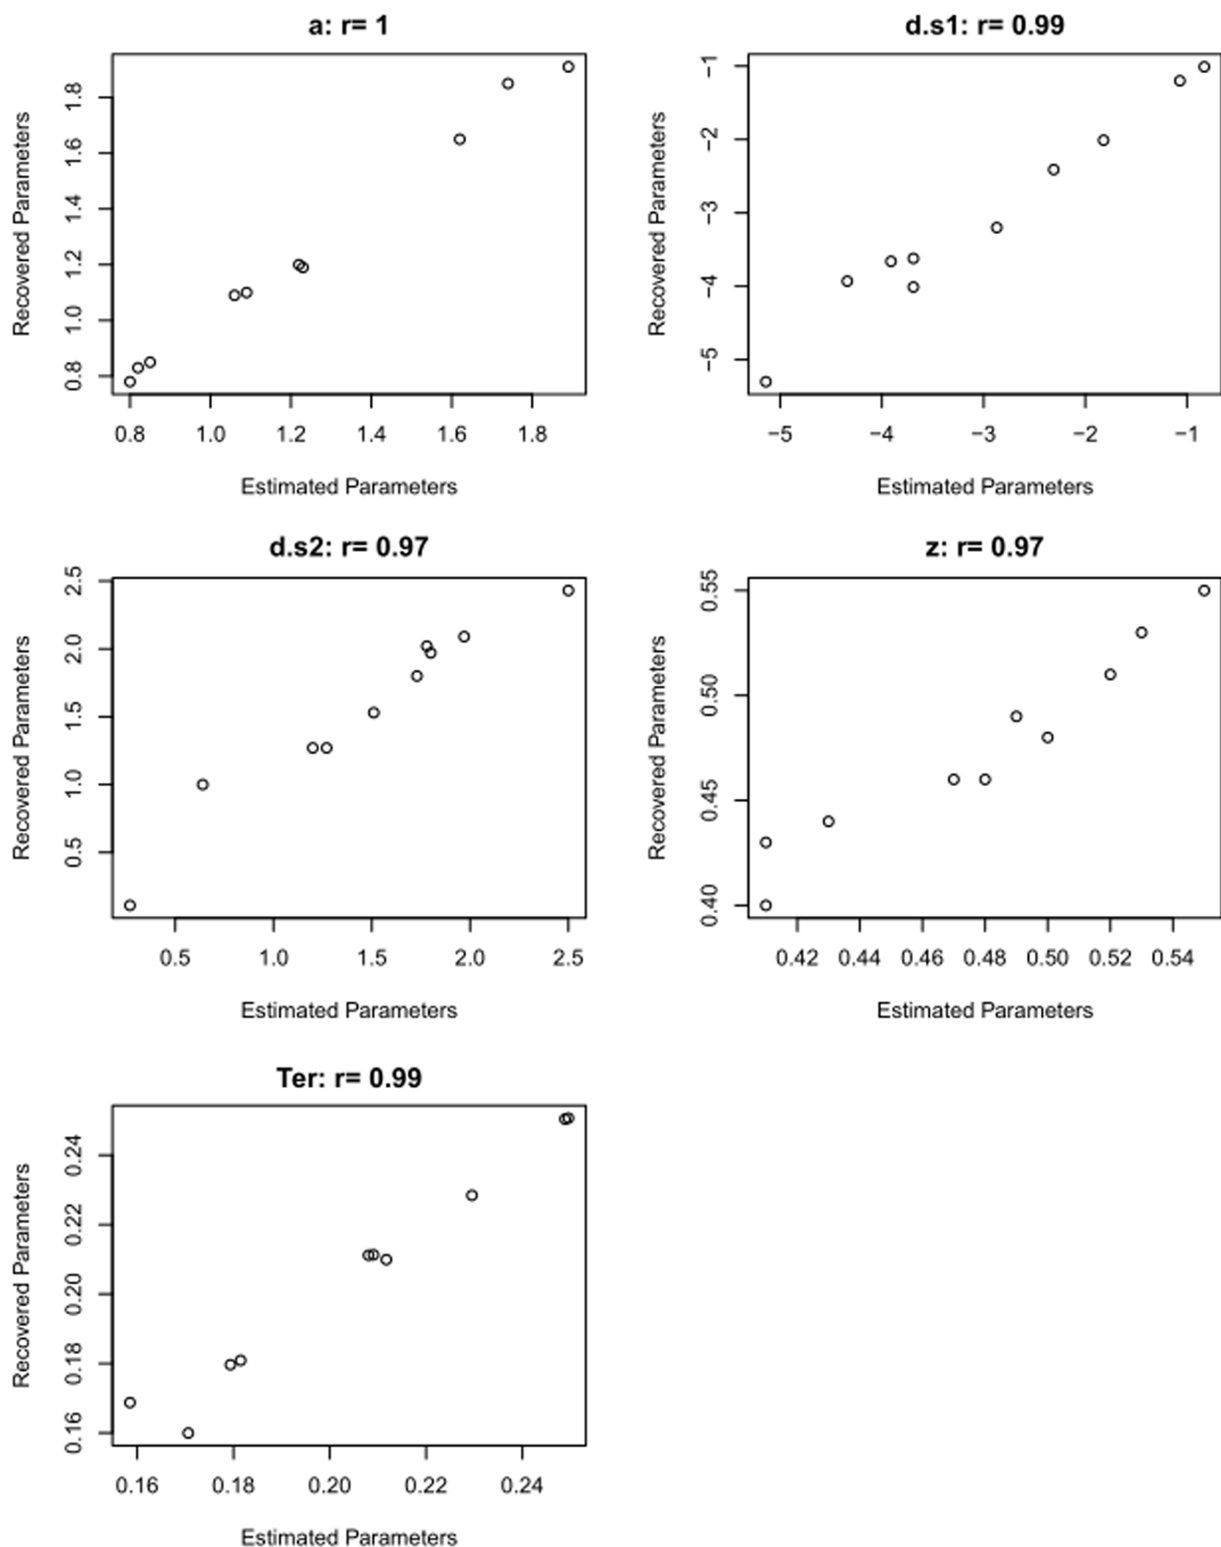 a: r= 1
Recovered Parameters
1.8
1.6
1.4
1.2
1.0
0.8
0.8 1.0 1.2 1.4 1.6 1.8
Estimated Parameters
d.s1: r= 0.99
Recovered Parameters
−1
−2
−3
−4
−5
−5 −4 −3 −2 −1
Estimated Parameters
d.s2: r= 0.97
Recovered Parameters
2.5
2.0
1.5
1.0
0.5
0.5 1.0 1.5 2.0 2.5
Estimated Parameters
z: r= 0.97
Recovered Parameters
0.55
0.50
0.45
0.40
0.42 0.44 0.46 0.48 0.50 0.52 0.54
Estimated Parameters
Ter: r= 0.99
Recovered Parameters
0.24
0.22
0.20
0.18
0.16
0.16 0.18 0.20 0.22 0.24
Estimated Parameters